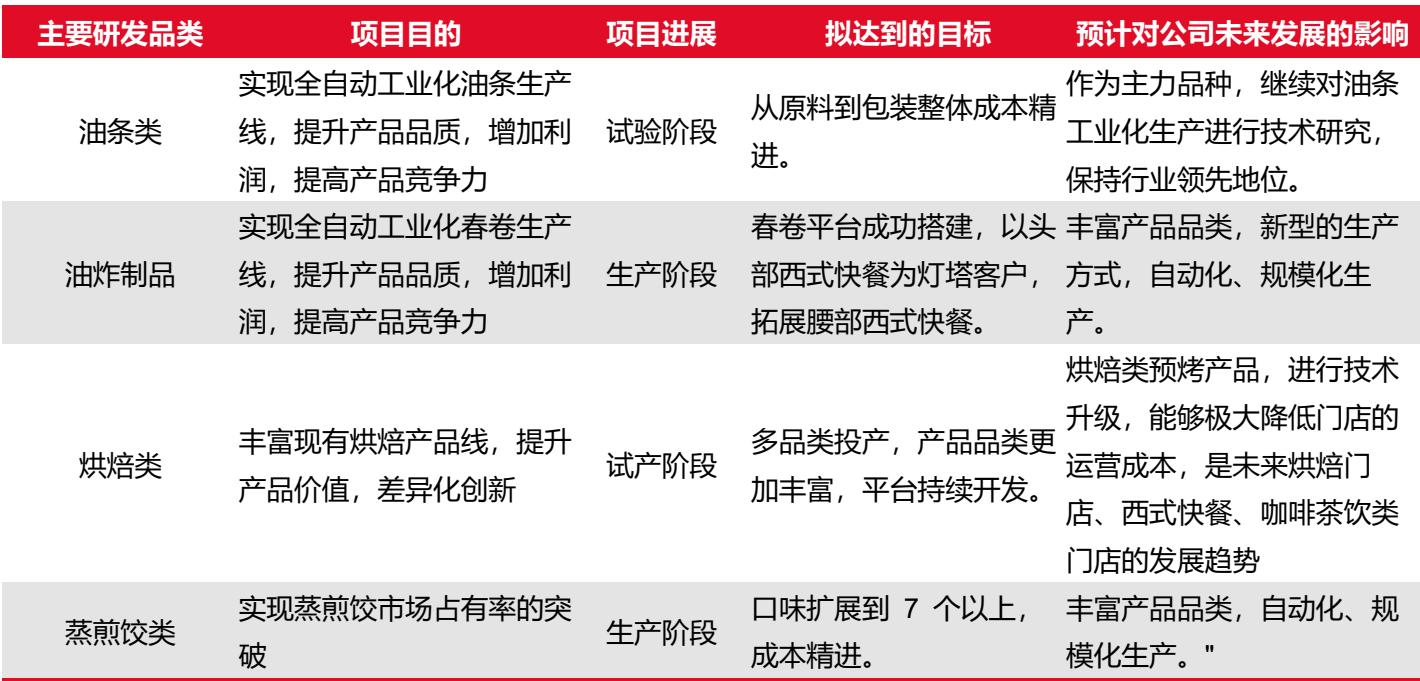 主要研发品类 项目目的 项目进展 拟达到的目标 预计对公司未来发展的影响
油条类
实现全自动工业化油条生产
线，提升产品品质，增加利
润，提高产品竞争力
试验阶段
从原料到包装整体成本精
进。
作为主力品种，继续对油条
工业化生产进行技术研究，
保持行业领先地位。
油炸制品
实现全自动工业化春卷生产
线，提升产品品质，增加利
润，提高产品竞争力
生产阶段
春卷平台成功搭建，以头
部西式快餐为灯塔客户，
拓展腰部西式快餐。
丰富产品品类，新型的生产
方式，自动化、规模化生
产。
烘焙类
丰富现有烘焙产品线，提升
产品价值，差异化创新
试产阶段
多品类投产，产品品类更
加丰富，平台持续开发。
烘焙类预烤产品，进行技术
升级，能够极大降低门店的
运营成本，是未来烘焙门
店、西式快餐、咖啡茶饮类
门店的发展趋势
蒸煎饺类
实现蒸煎饺市场占有率的突
破
生产阶段
口味扩展到 7 个以上，
成本精进。
丰富产品品类，自动化、规
模化生产。"